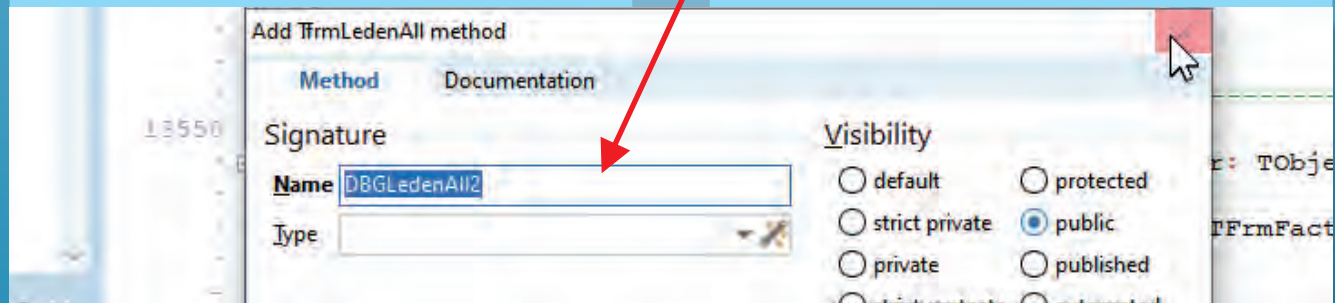 Add TfrmLedenAll method
Method Documentation
13550
Signature
Visibility
Name DBGLedenAll2
default protected
r: TObje
Type
strict private public
TFrmFact
private published